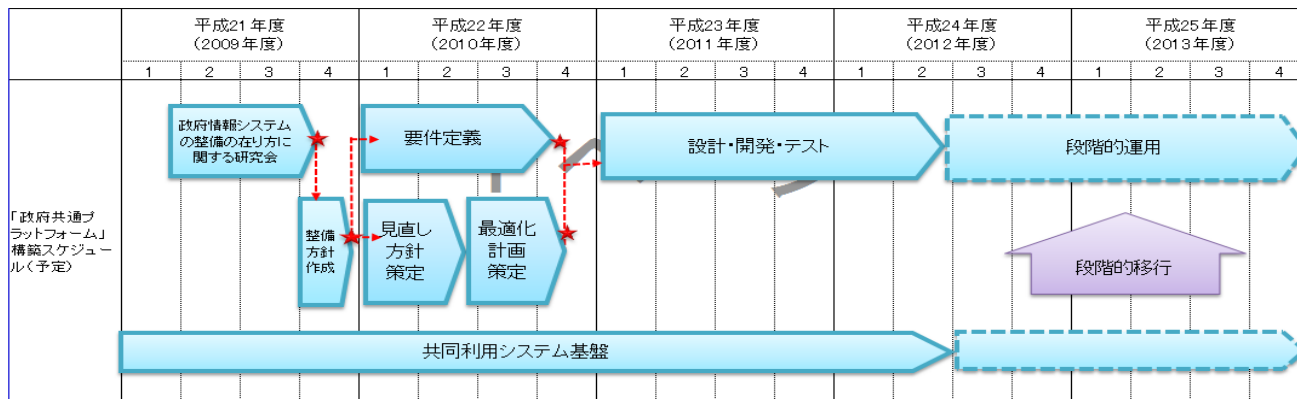 平成21年度
(2009年度)
平成22年度
(2010年度)
平成23年度
(2011年度)
平成24年度
(2012年度)
平成25年度
(2013年度)
1 2 3 4 1 2 3 4 1 2 3 4 1 2 3 4 1 2 3 4
「政府共通プ
ラットフォーム」
構築スケジュー
ル(予定)
政府情報システム
の整備の在り方に
関する研究会
要件定義
設計・開発・テスト
段階的運用
整備
方針
作成
見直し
方針
策定
最適化
計画
策定
段階的移行
共同利用システム基盤